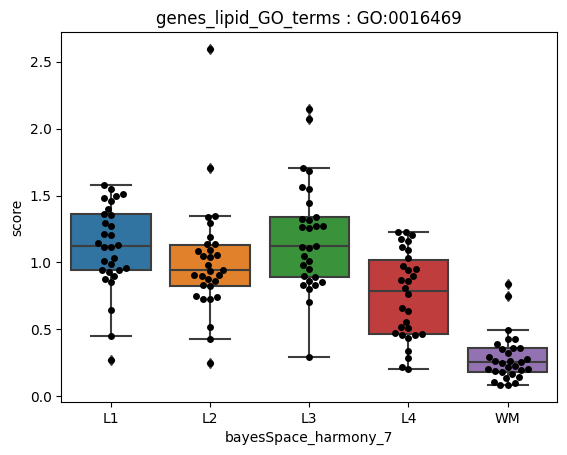 genes_lipid_GO_terms : GO:0016469
score
2.5
2.0
1.5
1.0
0.5
0.0
L1 L2 L3 L4 WM
bayesSpace_harmony_7